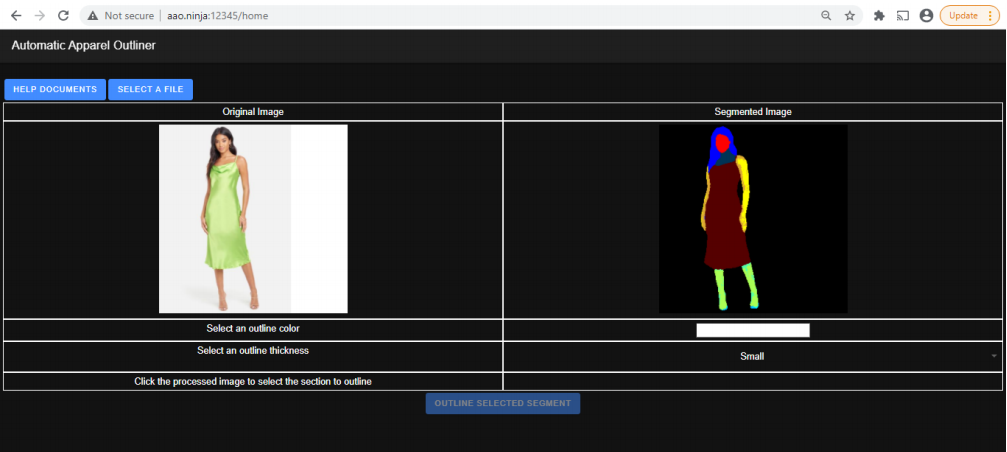 Not secure | aao.ninja:12345/home
Update
Automatic Apparel Outliner
HELP DOCUMENTS SELECT A FILE
Original Image Segmented Image
Select an outline color
Select an outline thickness Small
Click the processed image to select the section to outline
OUTLINE SELECTED SEGMENT